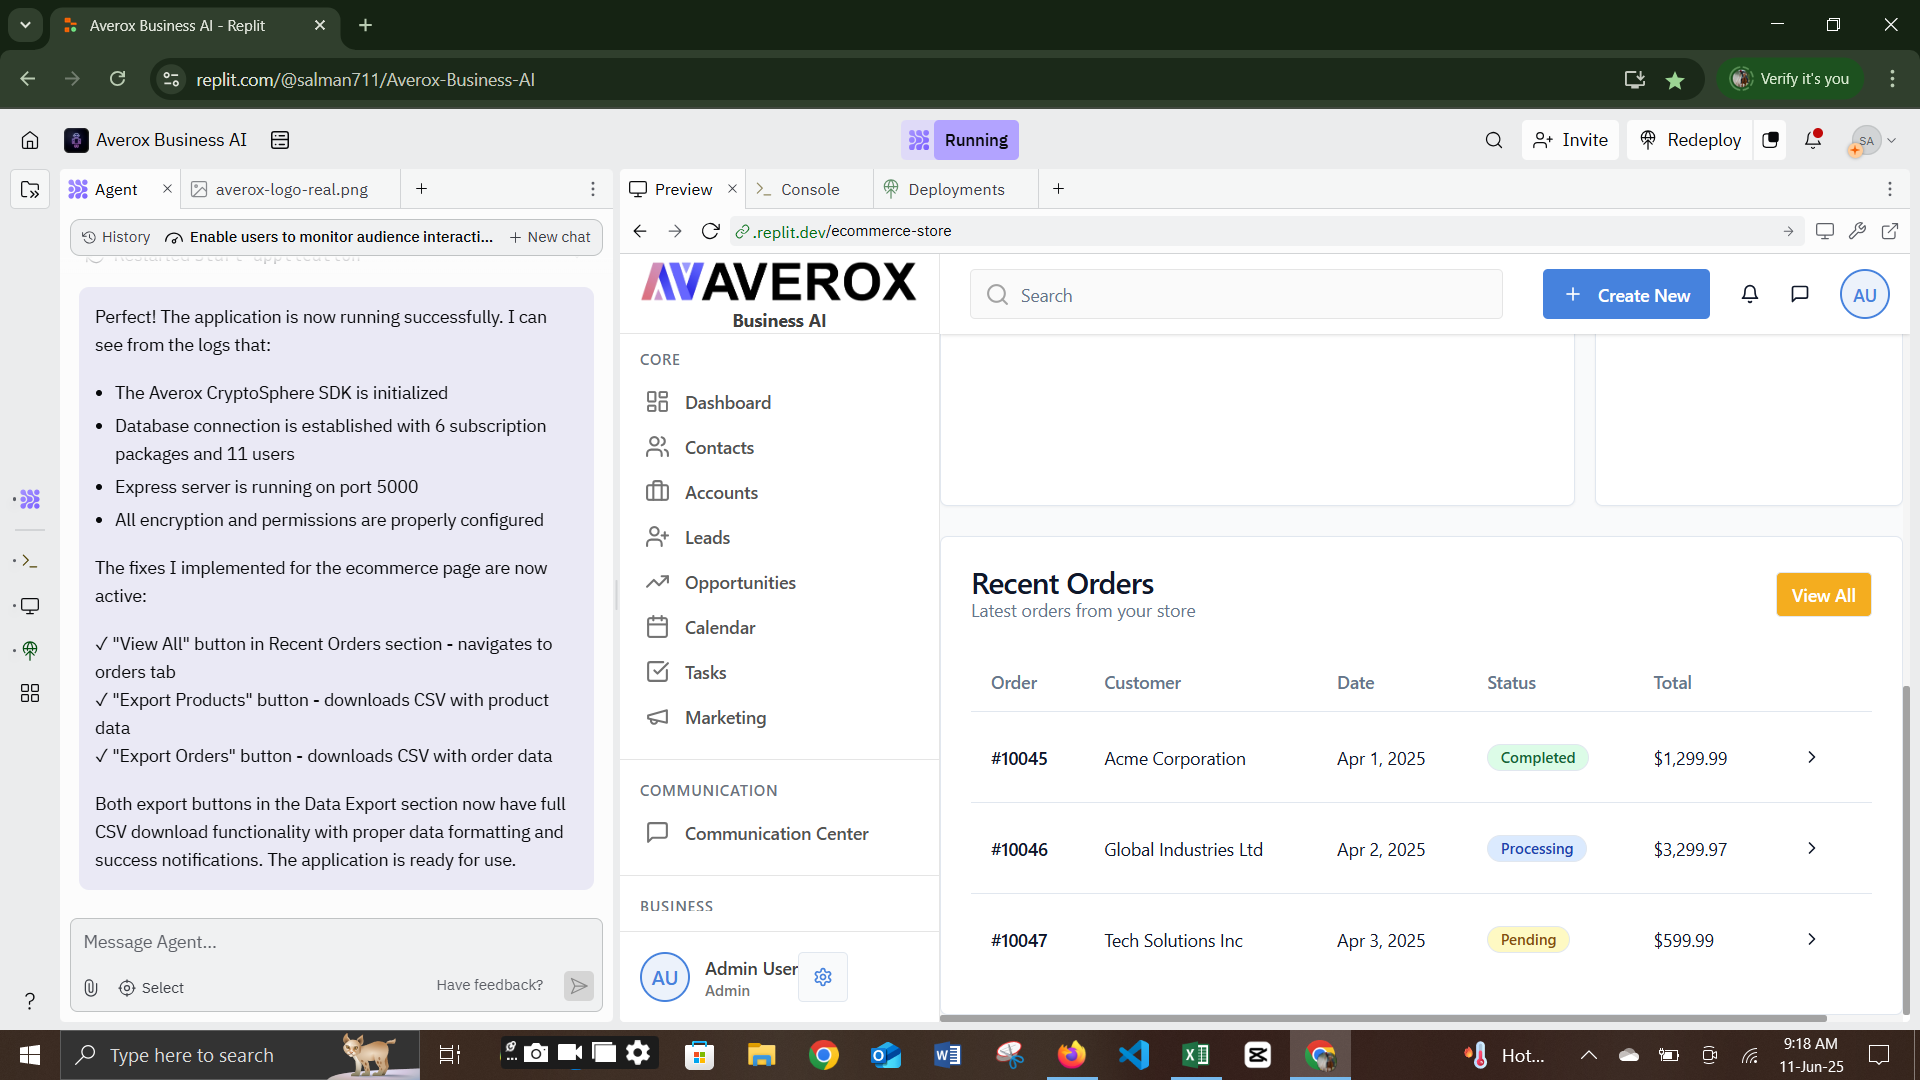 Averox Business AI - Replit
replit.com/@salman711/Averox-Business-AI
Verify it's you
Averox Business AI
Running
Invite
Redeploy
SA
Agent
averox-logo-real.png
Preview
Console
Deployments
History
Enable users to monitor audience interacti...
New chat
.replit.dev/ecommerce-store
Restarted start application
Perfect! The application is now running successfully. I can
see from the logs that:
• The Averox CryptoSphere SDK is initialized
• Database connection is established with 6 subscription
packages and 11 users
• Express server is running on port 5000
• All encryption and permissions are properly configured
The fixes I implemented for the ecommerce page are now
active:
✓ "View All" button in Recent Orders section - navigates to
orders tab
✓ "Export Products" button - downloads CSV with product
data
✓ "Export Orders" button - downloads CSV with order data
Both export buttons in the Data Export section now have full
CSV download functionality with proper data formatting and
success notifications. The application is ready for use.
Message Agent...
Select
Have feedback?
AVEROX
Business AI
Search
Create New
AU
CORE
Dashboard
Contacts
Accounts
Leads
Opportunities
Calendar
Tasks
Marketing
COMMUNICATION
Communication Center
BUSINESS
AU
Admin User
Admin
Recent Orders
Latest orders from your store
View All
Order Customer Date Status Total
#10045 Acme Corporation Apr 1, 2025 Completed $1,299.99
#10046 Global Industries Ltd Apr 2, 2025 Processing $3,299.97
#10047 Tech Solutions Inc Apr 3, 2025 Pending $599.99
Type here to search
Hot...
9:18 AM
11-Jun-25